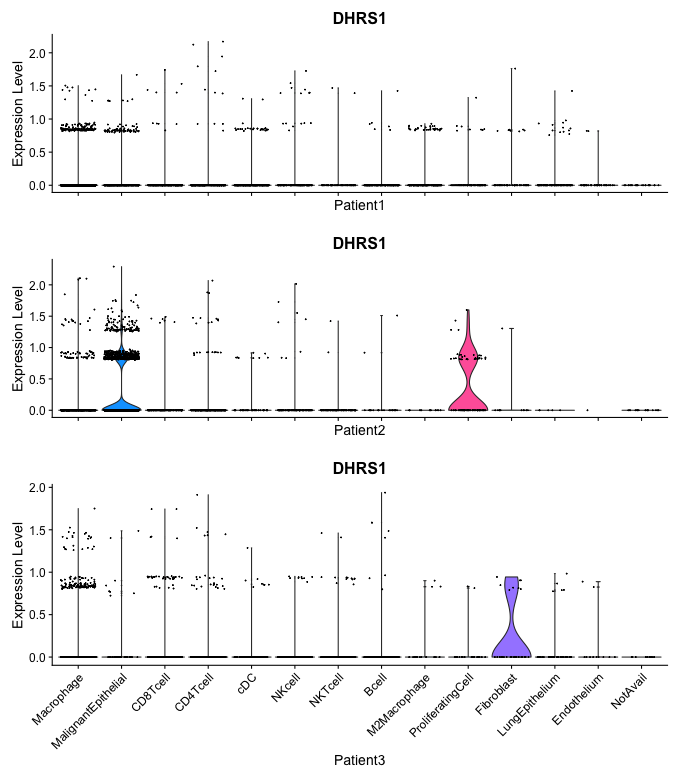 DHRS1
Expression Level
2.0
1.5
1.0
0.5
0.0
Patient1
DHRS1
Expression Level
2.0
1.5
1.0
0.5
0.0
Patient2
DHRS1
Expression Level
2.0
1.5
1.0
0.5
0.0
Macrophage
MalignantEpithelial
CD8Tcell
CD4Tcell
cDC
NKcell
NKTcell
Bcell
M2Macrophage
ProliferatingCell
Fibroblast
LungEpithelium
Endothelium
NotAvail
Patient3